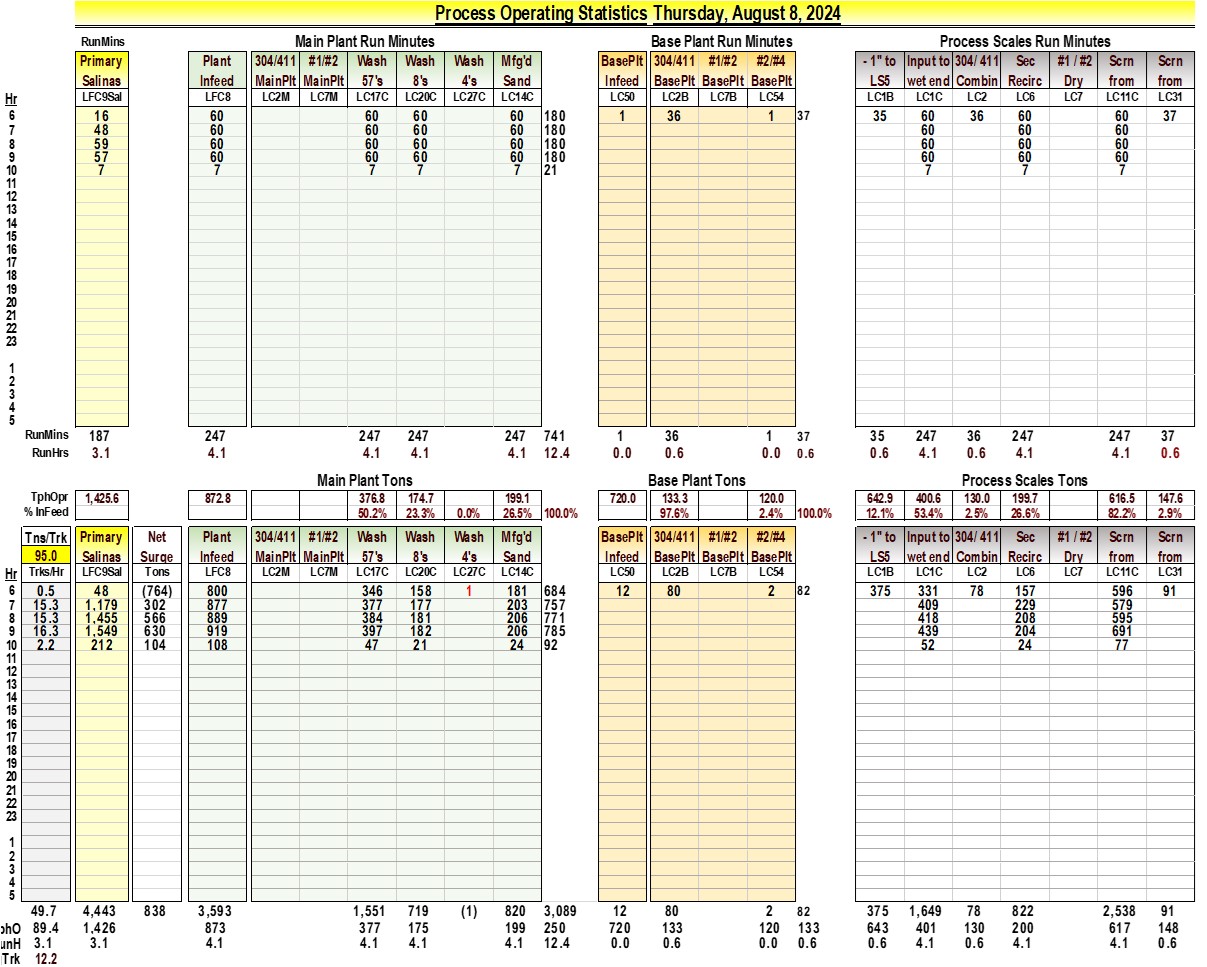 Process Operating Statistics Thursday, August 8, 2024
RunMins Main Plant Run Minutes Base Plant Run Minutes Process Scales Run Minutes
Primary Plant 304/411 #1/#2 Wash Wash Wash Mfg'd BasePlt 304/411 #1/#2 #2/#4 - 1" to Input to 304/ 411 Sec #1 / #2 Scrn Scrn
Salinas Infeed MainPlt MainPlt 57's 8's 4's Sand Infeed BasePlt BasePlt BasePlt LS5 wet end Combin Recirc Dry from from
Hr LFC9Sal LFC8 LC2M LC7M LC17C LC20C LC27C LC14C LC50 LC2B LC7B LC54 LC1B LC1C LC2 LC6 LC7 LC11C LC31
6 16 60 60 60 60 180 1 36 1 37 35 60 36 60 60 37
7 48 60 60 60 60 180 60 60 60
8 59 60 60 60 60 180 60 60 60
9 57 60 60 60 60 180 60 60 60
10 7 7 7 7 7 21 7 7 7
11
12
13
14
15
16
17
18
19
20
21
22
23
1
2
3
4
5
RunMins 187 247 247 247 247 741 1 36 1 37 35 247 36 247 247 37
RunHrs 3.1 4.1 4.1 4.1 4.1 12.4 0.0 0.6 0.0 0.6 0.6 4.1 0.6 4.1 4.1 0.6
Main Plant Tons Base Plant Tons Process Scales Tons
TphOpr 1,425.6 872.8 376.8 174.7 199.1 720.0 133.3 120.0 642.9 400.6 130.0 199.7 616.5 147.6
% InFeed 50.2% 23.3% 0.0% 26.5% 100.0% 97.6% 2.4% 100.0% 12.1% 53.4% 2.5% 26.6% 82.2% 2.9%
Tns/Trk Primary Net Plant 304/411 #1/#2 Wash Wash Wash Mfg'd BasePlt 304/411 #1/#2 #2/#4 - 1" to Input to 304/ 411 Sec #1 / #2 Scrn Scrn
95.0 Salinas Surge Infeed MainPlt MainPlt 57's 8's 4's Sand Infeed BasePlt BasePlt BasePlt LS5 wet end Combin Recirc Dry from from
Hr Trks/Hr LFC9Sal Tons LFC8 LC2M LC7M LC17C LC20C LC27C LC14C LC50 LC2B LC7B LC54 LC1B LC1C LC2 LC6 LC7 LC11C LC31
6 0.5 48 (764) 800 346 158 1 181 684 12 80 2 82 375 331 78 157 596 91
7 15.3 1,179 302 877 377 177 203 757 409 229 579
8 15.3 1,455 566 889 384 181 206 771 418 208 595
9 16.3 1,549 630 919 397 182 206 785 439 204 691
10 2.2 212 104 108 47 21 24 92 52 24 77
11
12
13
14
15
16
17
18
19
20
21
22
23
1
2
3
4
5
49.7 4,443 838 3,593 1,551 719 (1) 820 3,089 12 80 2 82 375 1,649 78 822 2,538 91
phO 89.4 1,426 873 377 175 199 250 720 133 120 133 643 401 130 200 617 148
unH 3.1 3.1 4.1 4.1 4.1 4.1 12.4 0.0 0.6 0.0 0.6 0.6 4.1 0.6 4.1 4.1 0.6
Trk 12.2